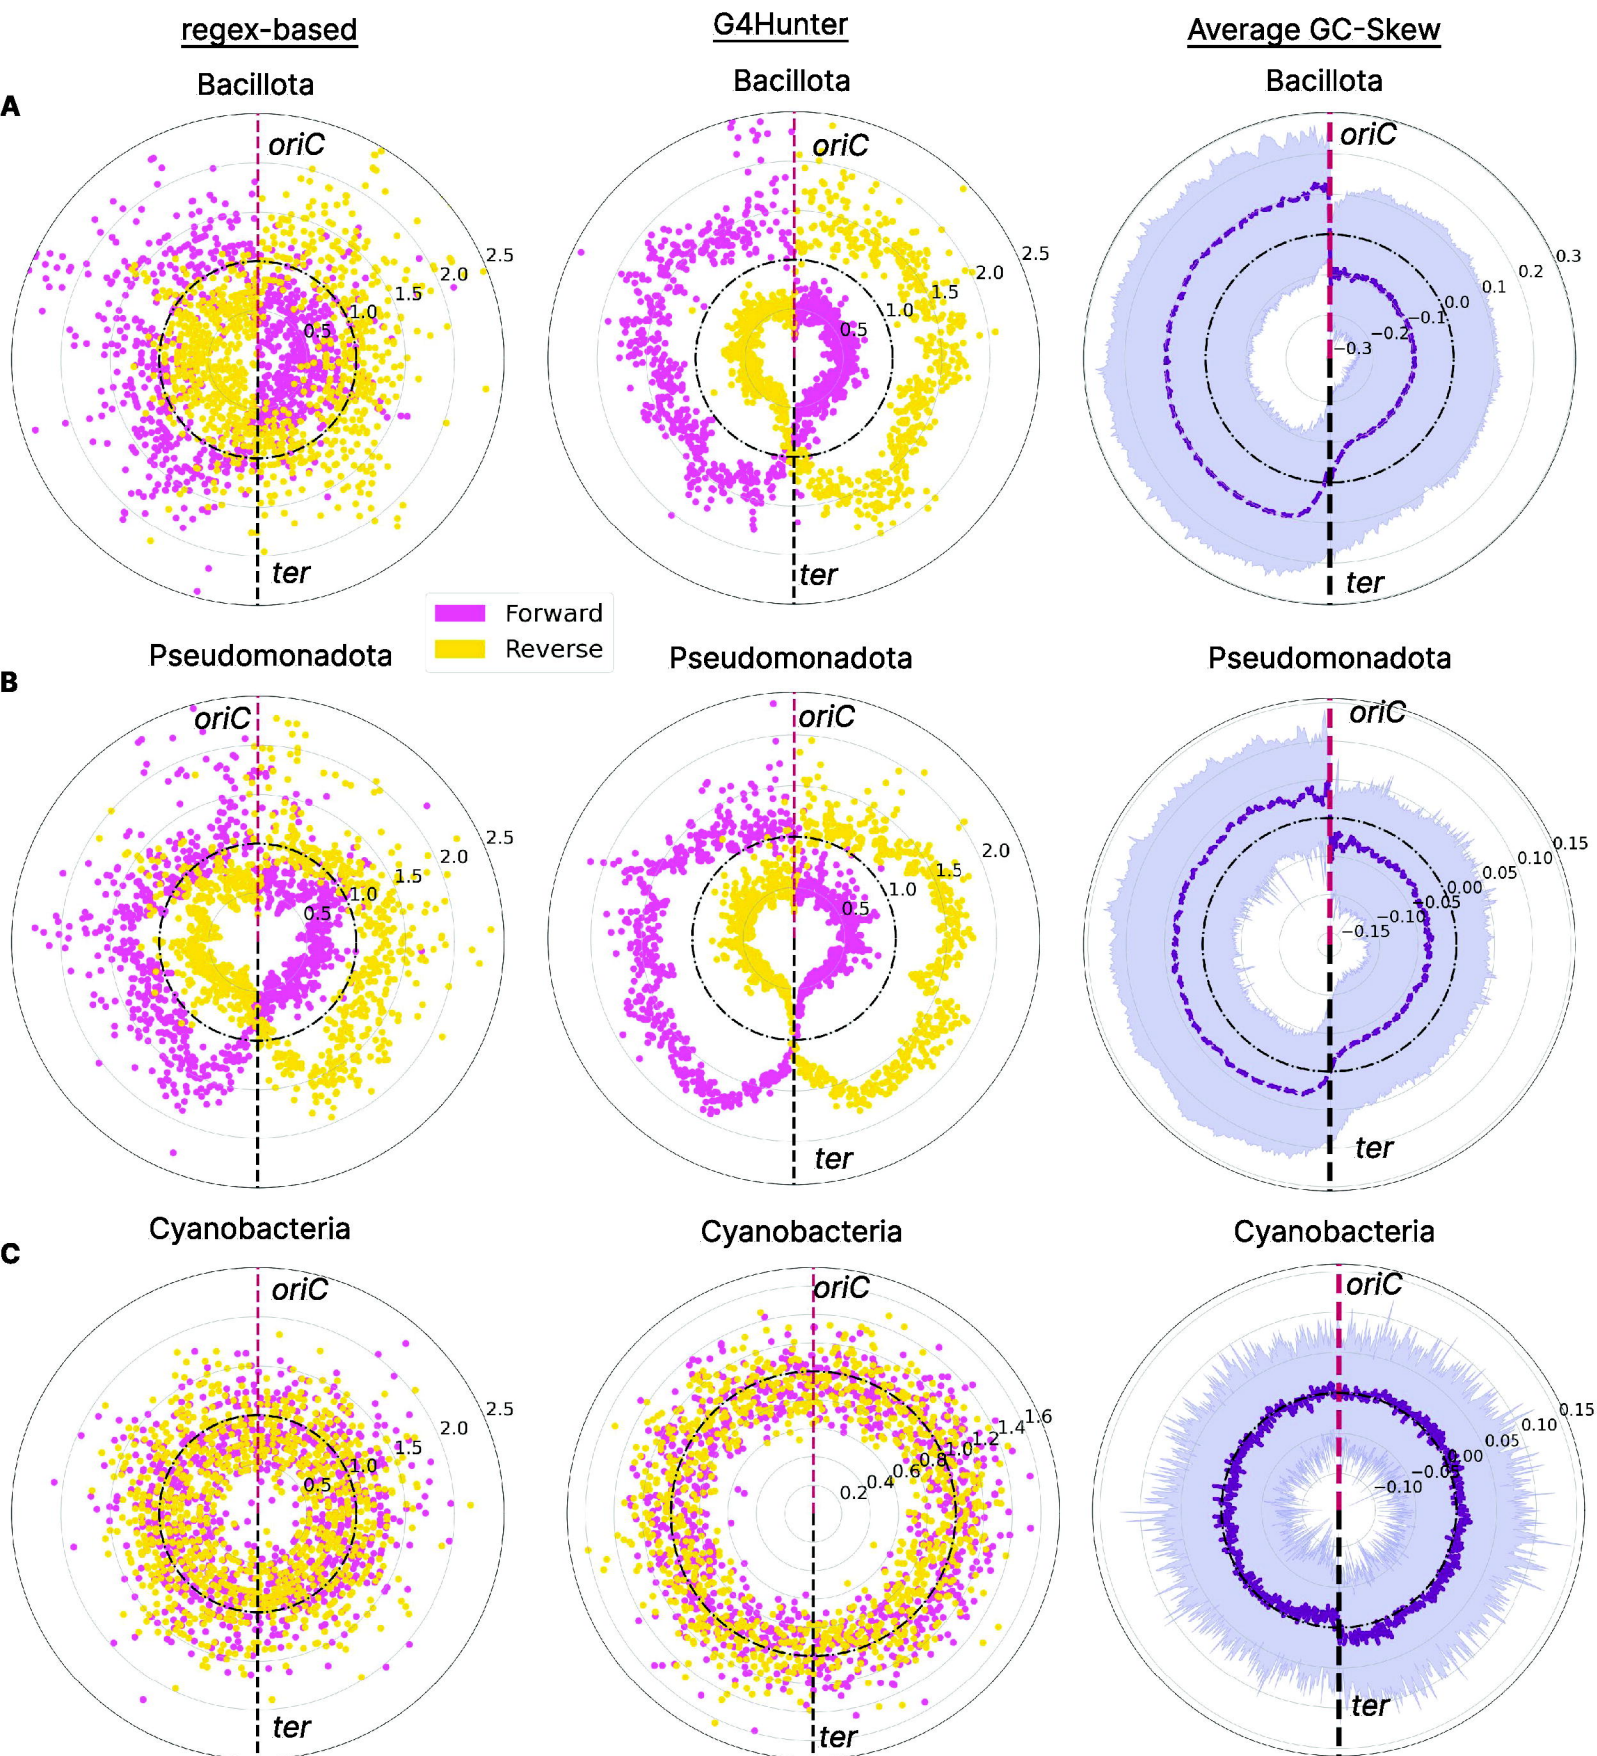 regex-based
G4Hunter
Average GC-Skew
A
Bacillota
Bacillota
Bacillota
oriC
2.5
2.0
1.5
1.0
0.5
ter
oriC
2.5
2.0
1.5
1.0
0.5
ter
oriC
0.3
0.2
0.1
0.0
−0.1
−0.2
−0.3
ter
Forward
Reverse
B
Pseudomonadota
Pseudomonadota
Pseudomonadota
oriC
2.5
2.0
1.5
1.0
0.5
oriC
2.0
1.5
1.0
0.5
ter
oriC
0.15
0.10
0.05
0.00
−0.05
−0.10
−0.15
ter
C
Cyanobacteria
Cyanobacteria
Cyanobacteria
oriC
2.5
2.0
1.5
1.0
0.5
ter
oriC
1.6
1.4
1.2
1.0
0.8
0.6
0.4
0.2
ter
oriC
0.15
0.10
0.05
0.00
−0.05
−0.10
ter